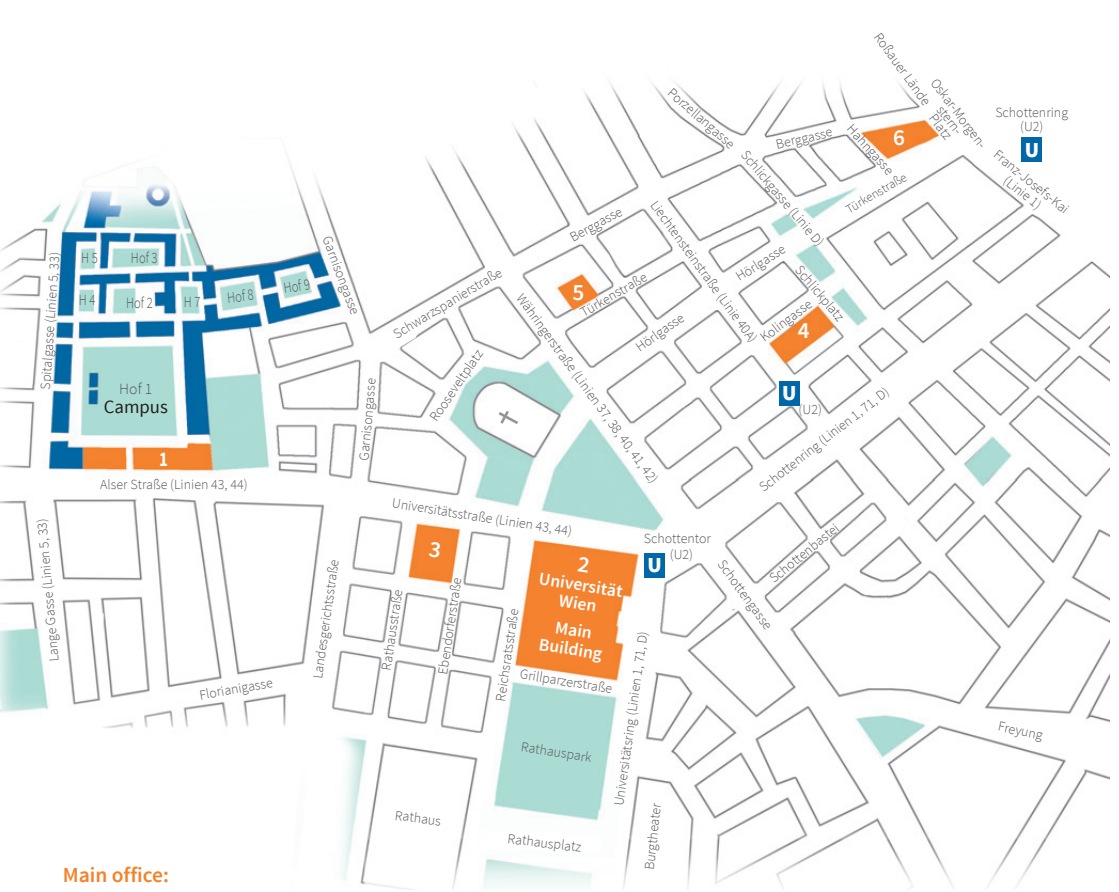 Roßauer Lände
Oskar-Morgen-
stern-
Platz
Schottenring
(U2)
U
Franz-Josefs-Kai
(Linie 1)
Porzellangasse
Berggasse
Hahngasse
6
Schlickgasse (Linie D)
Türkenstraße
Liechtensteinstraße (Linie 40A)
Berggasse
Hörlgasse
Schlickplatz
Kolingasse
4
5
Türkenstraße
Hörlgasse
Garnisongasse
Schwarzspanierstraße
Währingerstraße (Linien 37, 38, 40, 41, 42)
H 5
Hof 3
H 4
Hof 2
H 7
Hof 8
Hof 9
Spitalgasse (Linien 5, 33)
Hof 1
Campus
1
Rooseveltplatz
Garnisongasse
U
(U2)
Schottenring (Linien 1, 71, D)
Alser Straße (Linien 43, 44)
Universitätsstraße (Linien 43, 44)
Schottentor
(U2)
U
Schottenbastei
Schottengasse
3
2
Universität
Wien
Main
Building
Lange Gasse (Linien 5, 33)
Landesgerichtsstraße
Rathausstraße
Ebendorferstraße
Reichsratsstraße
Grillparzerstraße
Universitätsring (Linien 1, 71, D)
Florianigasse
Freyung
Rathauspark
Rathaus
Rathausplatz
Burgtheater
Main office: